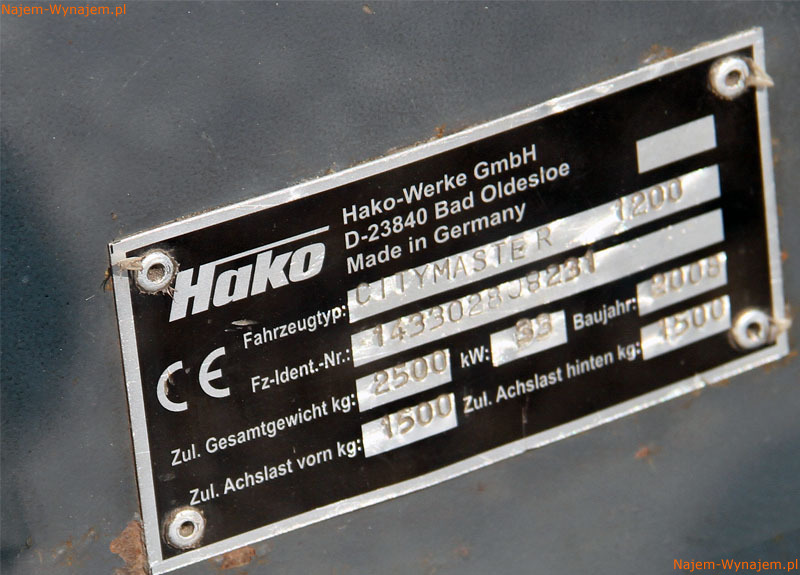 Najem-Wynajem.pl
Hako-Werke GmbH
D-23840 Bad Oldesloe
Made in Germany
Hako
Fahrzeugtyp: CITYMASTER 1200
Fz-Ident.-Nr.: 143302808231
CE
Zul. Gesamtgewicht kg: 2500 kW: 33 Baujahr: 2008
Zul. Achslast vorn kg: 1500 Zul. Achslast hinten kg: 1500
Najem-Wynajem.pl